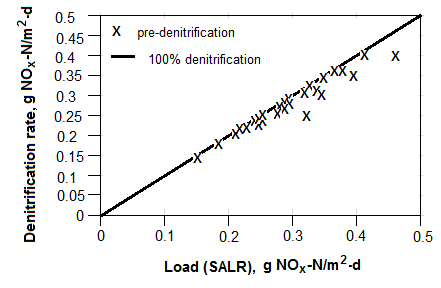 Denitrification rate, g NOx-N/m2-d
0.5
0.45
0.4
0.35
0.3
0.25
0.2
0.15
0.1
0.05
0
X pre-denitrification
100% denitrification
0 0.1 0.2 0.3 0.4 0.5
Load (SALR), g NOx-N/m2-d